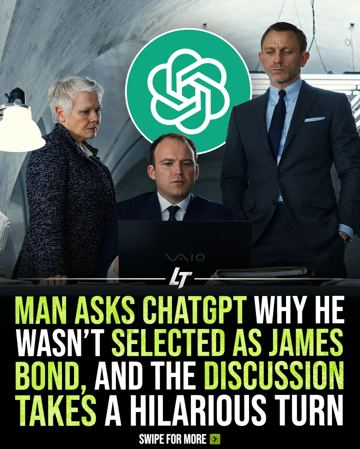 VAIO
LT
MAN ASKS CHATGPT WHY HE
WASN'T SELECTED AS JAMES
BOND, AND THE DISCUSSION
TAKES A HILARIOUS TURN
SWIPE FOR MORE